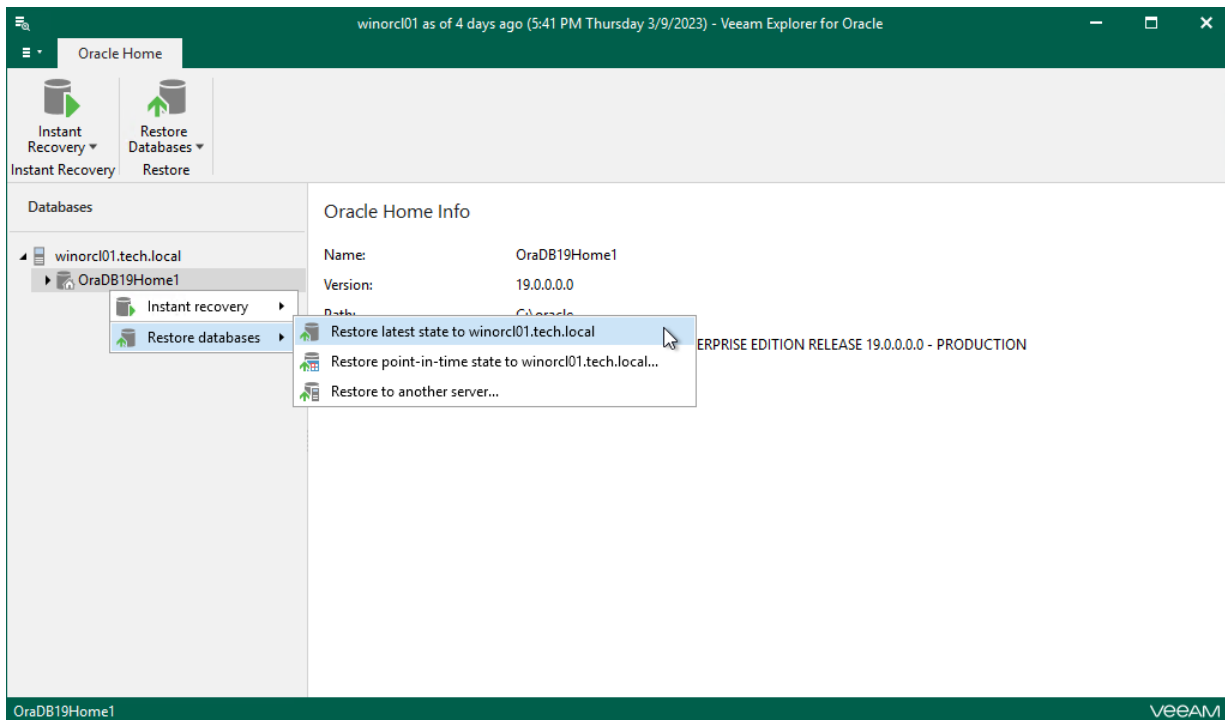 winorcl01 as of 4 days ago (5:41 PM Thursday 3/9/2023) - Veeam Explorer for Oracle
Oracle Home
Instant Recovery
Restore Databases
Instant Recovery
Restore
Databases
winorcl01.tech.local
OraDB19Home1
Instant recovery
Restore databases
Restore latest state to winorcl01.tech.local
Restore point-in-time state to winorcl01.tech.local...
Restore to another server...
Oracle Home Info
Name: OraDB19Home1
Version: 19.0.0.0.0
Path: C:\oracle
EDITION RELEASE 19.0.0.0.0 - PRODUCTION
OraDB19Home1
veeam